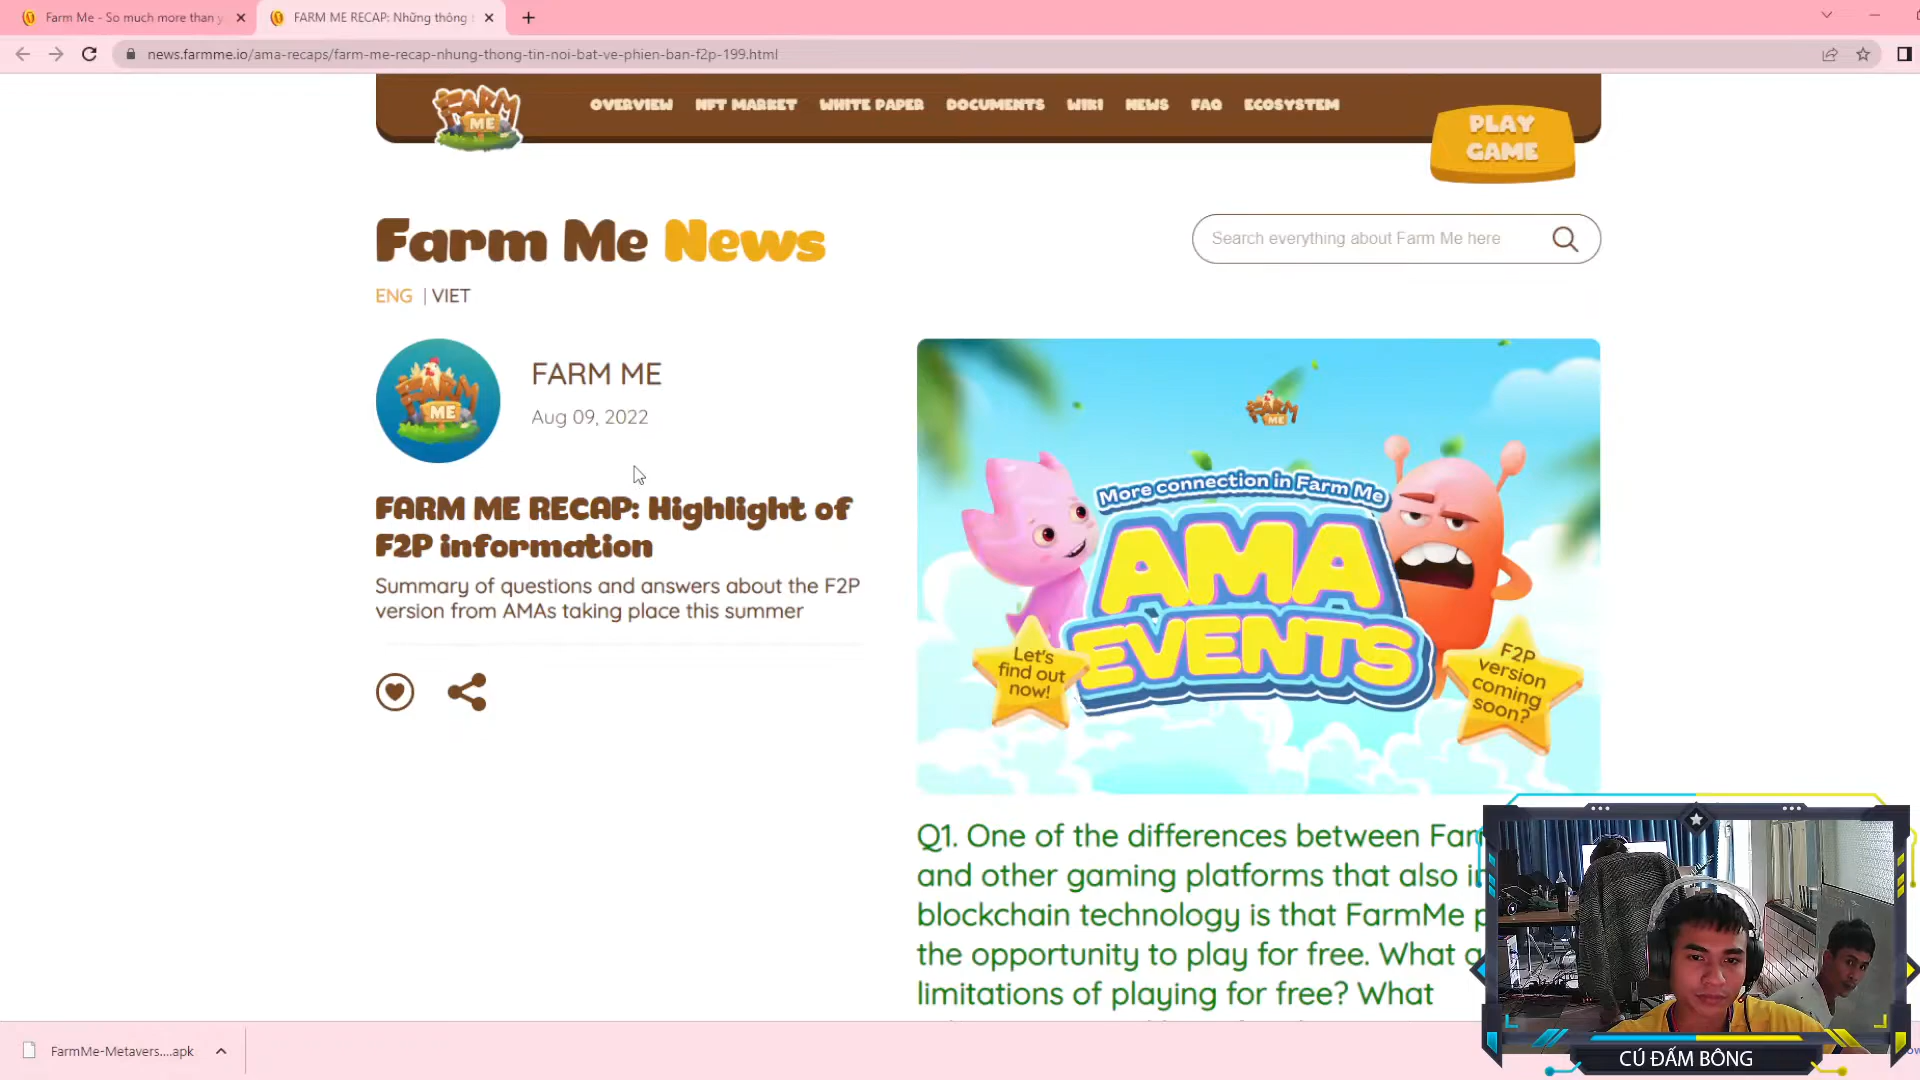 Farm Me - So much more than y
FARM ME RECAP: Những thông
news.farmme.io/ama-recaps/farm-me-recap-nhung-thong-tin-noi-bat-ve-phien-ban-f2p-199.html
FARM ME
OVERVIEW NFT MARKET WHITE PAPER DOCUMENTS WIKI NEWS FAQ ECOSYSTEM
PLAY
GAME
Farm Me News
Search everything about Farm Me here
ENG | VIET
FARM ME
FARM ME
Aug 09, 2022
FARM ME RECAP: Highlight of
F2P information
Summary of questions and answers about the F2P
version from AMAs taking place this summer
FARM ME
More connection in Farm Me
AMA
EVENTS
Let's
find out
now!
F2P
version
coming
soon?
Q1. One of the differences between Far
and other gaming platforms that also i
blockchain technology is that FarmMe p
the opportunity to play for free. What a
limitations of playing for free? What
FarmMe-Metavers....apk
CÚ ĐẤM BÔNG